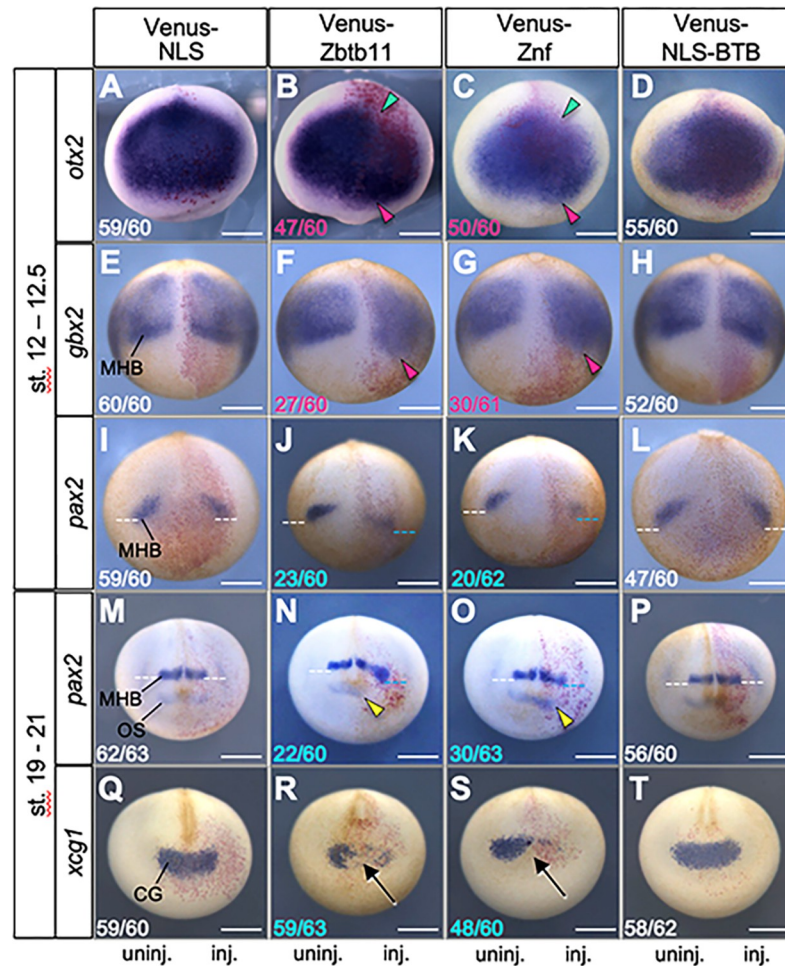 Venus-
NLS
Venus-
Zbtb11
Venus-
Znf
Venus-
NLS-BTB
st. 12 – 12.5
otx2
A
59/60
B
47/60
C
50/60
D
55/60
gbx2
E
MHB
60/60
F
27/60
G
30/61
H
52/60
pax2
I
MHB
59/60
J
23/60
K
20/62
L
47/60
st. 19 - 21
pax2
M
MHB
OS
62/63
N
22/60
O
30/63
P
56/60
xcg1
Q
CG
59/60
R
59/63
S
48/60
T
58/62
uninj. inj.
uninj. inj.
uninj. inj.
uninj. inj.